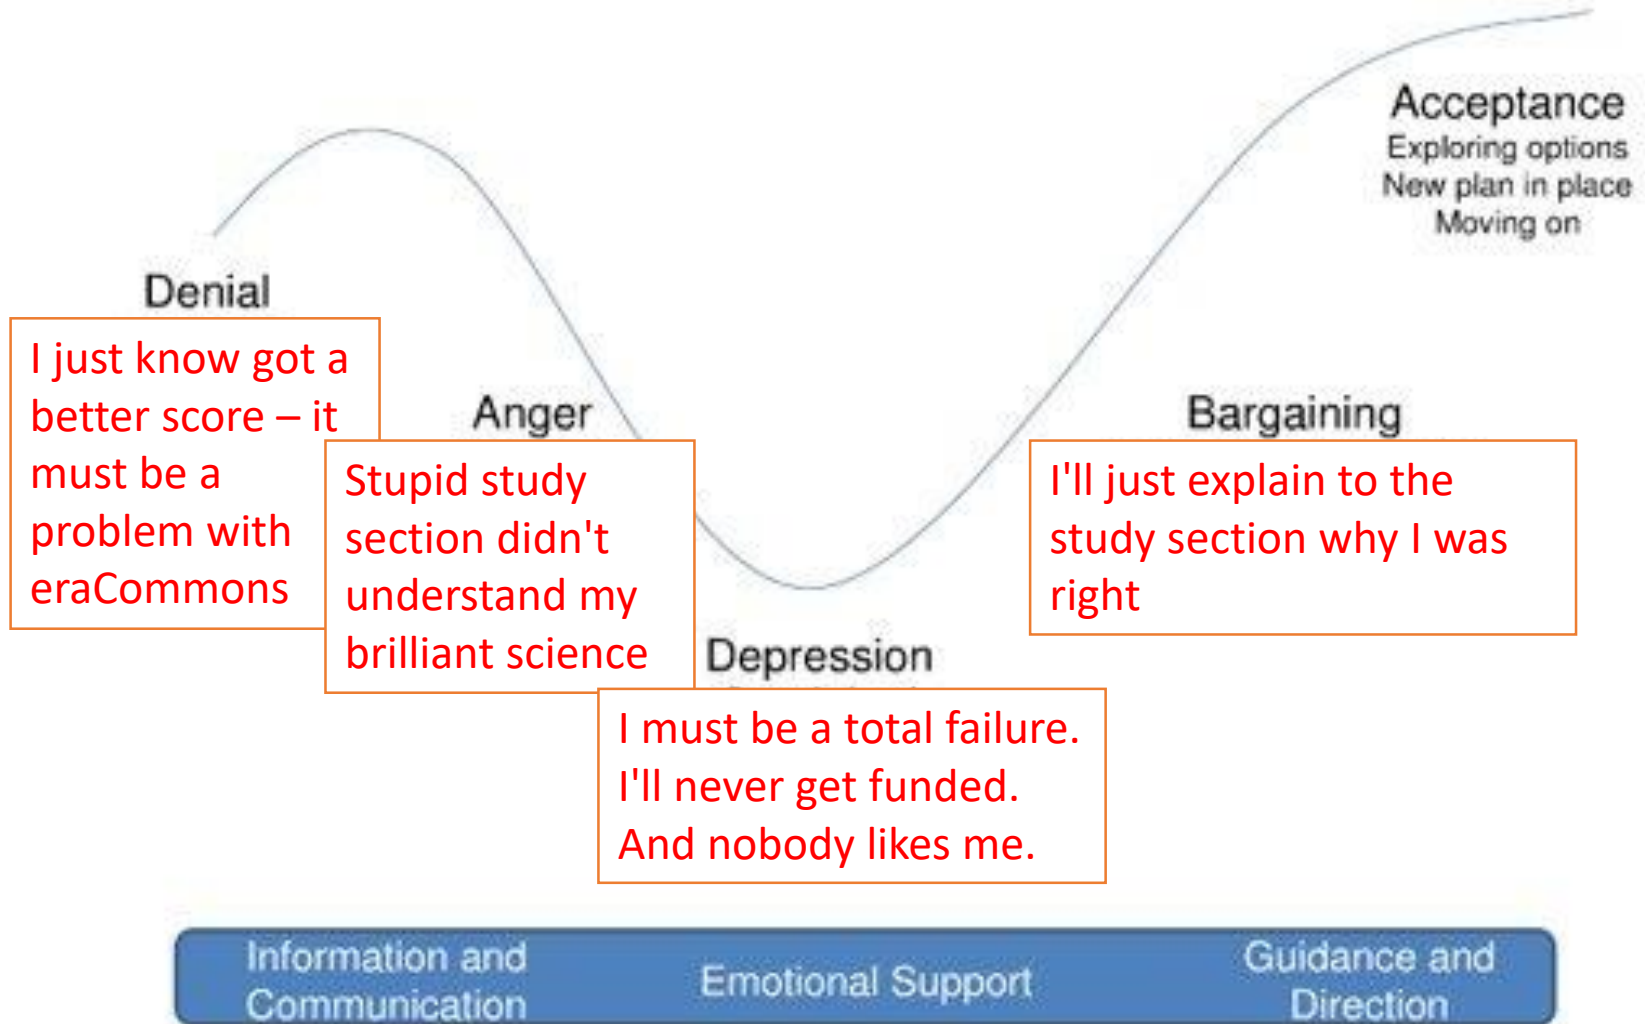 Acceptance
Exploring options
New plan in place
Moving on
Denial
I just know got a
better score – it
must be a
problem with
eraCommons
Anger
Stupid study
section didn't
understand my
brilliant science
Depression
I must be a total failure.
I'll never get funded.
And nobody likes me.
Bargaining
I'll just explain to the
study section why I was
right
Information and
Communication
Emotional Support
Guidance and
Direction